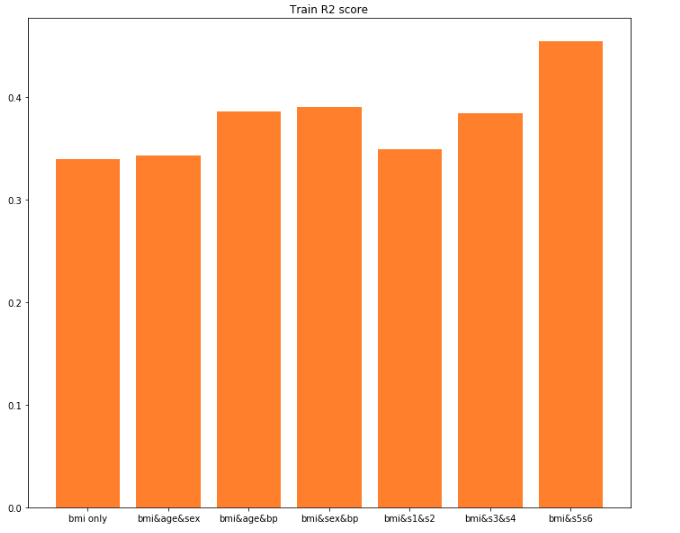 Train R2 score
0.4
0.3
0.2
0.1
0.0
bmi only bmi&age&sex bmi&age&bp bmi&sex&bp bmi&s1&s2 bmi&s3&s4 bmi&s5s6